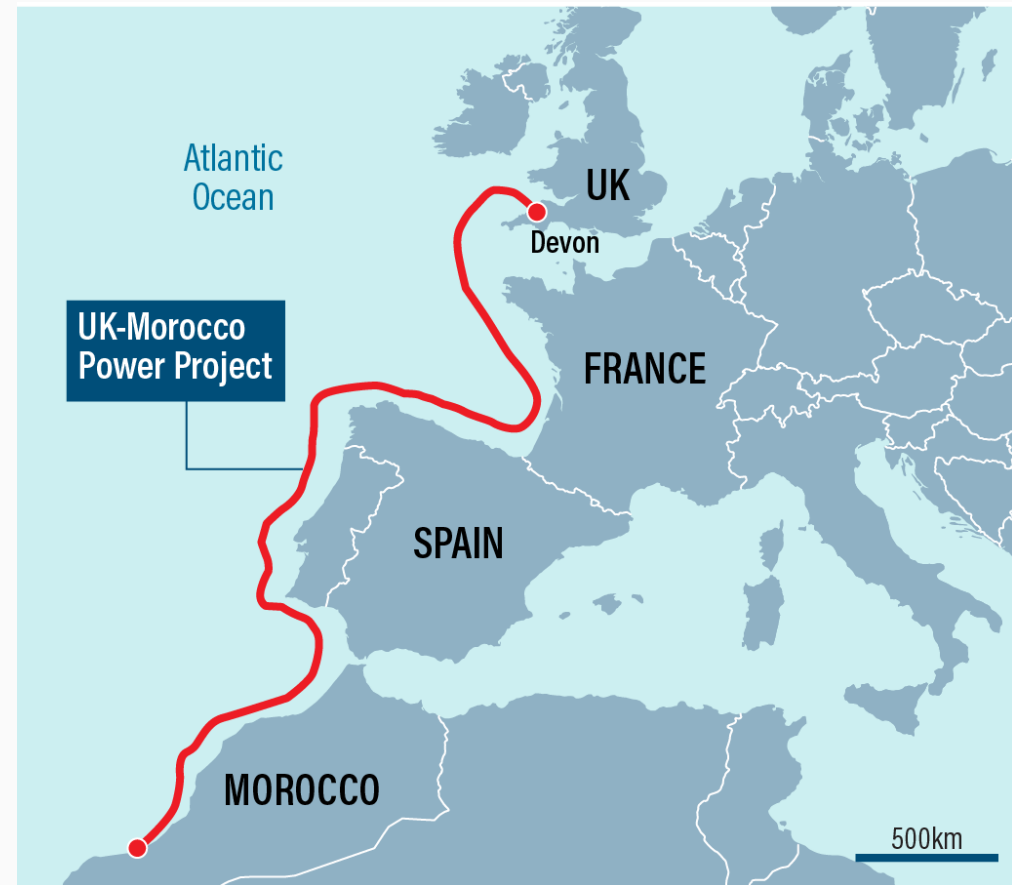 Atlantic
Ocean
UK
Devon
UK-Morocco
Power Project
FRANCE
SPAIN
MOROCCO
500km